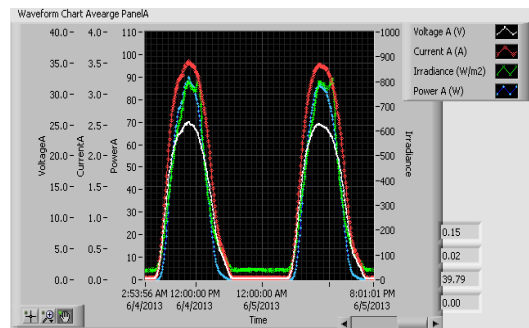 Waveform Chart Avearge PanelA
40.0- 4.0- 110- -1000
35.0- 3.5- 100- -900
30.0- 3.0- 90- -800
25.0- 2.5- 80- -700
20.0- 2.0- 70- -600
15.0- 1.5- 60- -500
10.0- 1.0- 50- -400
5.0- 0.5- 40- -300
0.0- 0.0- 30- -200
20- -100
10- -0
0-
VoltageA
CurrentA
PowerA
Irradiance
2:53:56 AM 12:00:00 PM 12:00:00 AM 8:01:01 PM
6/4/2013 6/4/2013 6/5/2013 6/5/2013
Time
Voltage A (V)
Current A (A)
Irradiance (W/m2)
Power A (W)
0.15
0.02
39.79
0.00